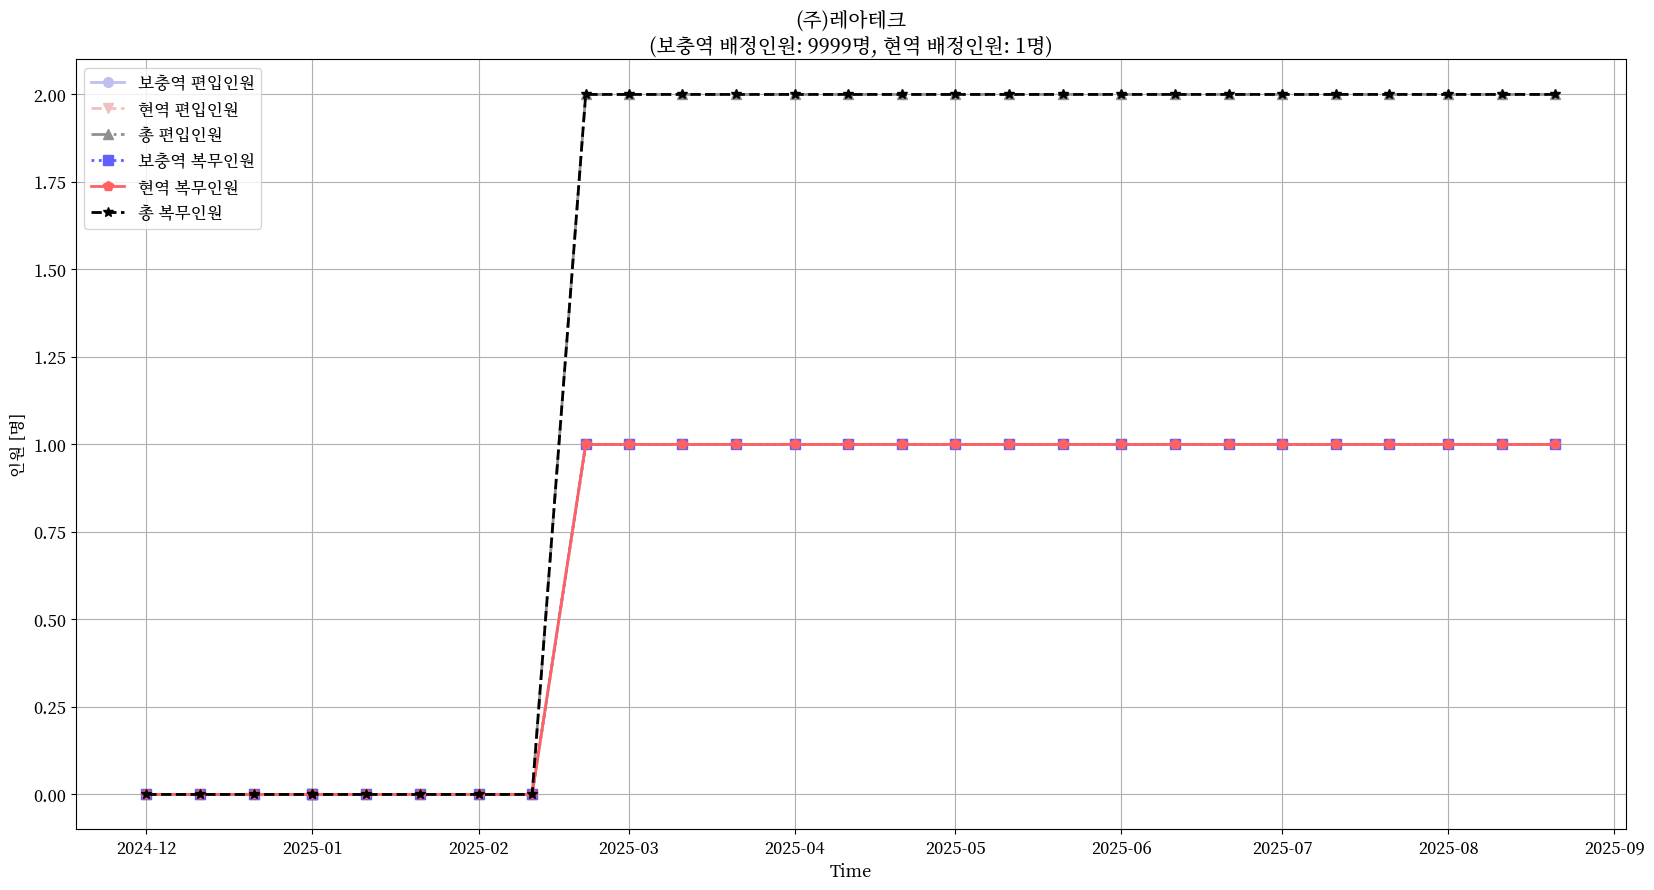 (주)레아테크
(보충역 배정인원: 9999명, 현역 배정인원: 1명)
보충역 편입인원
현역 편입인원
총 편입인원
보충역 복무인원
현역 복무인원
총 복무인원
인원 [명]
2.00
1.75
1.50
1.25
1.00
0.75
0.50
0.25
0.00
2024-12 2025-01 2025-02 2025-03 2025-04 2025-05 2025-06 2025-07 2025-08 2025-09
Time